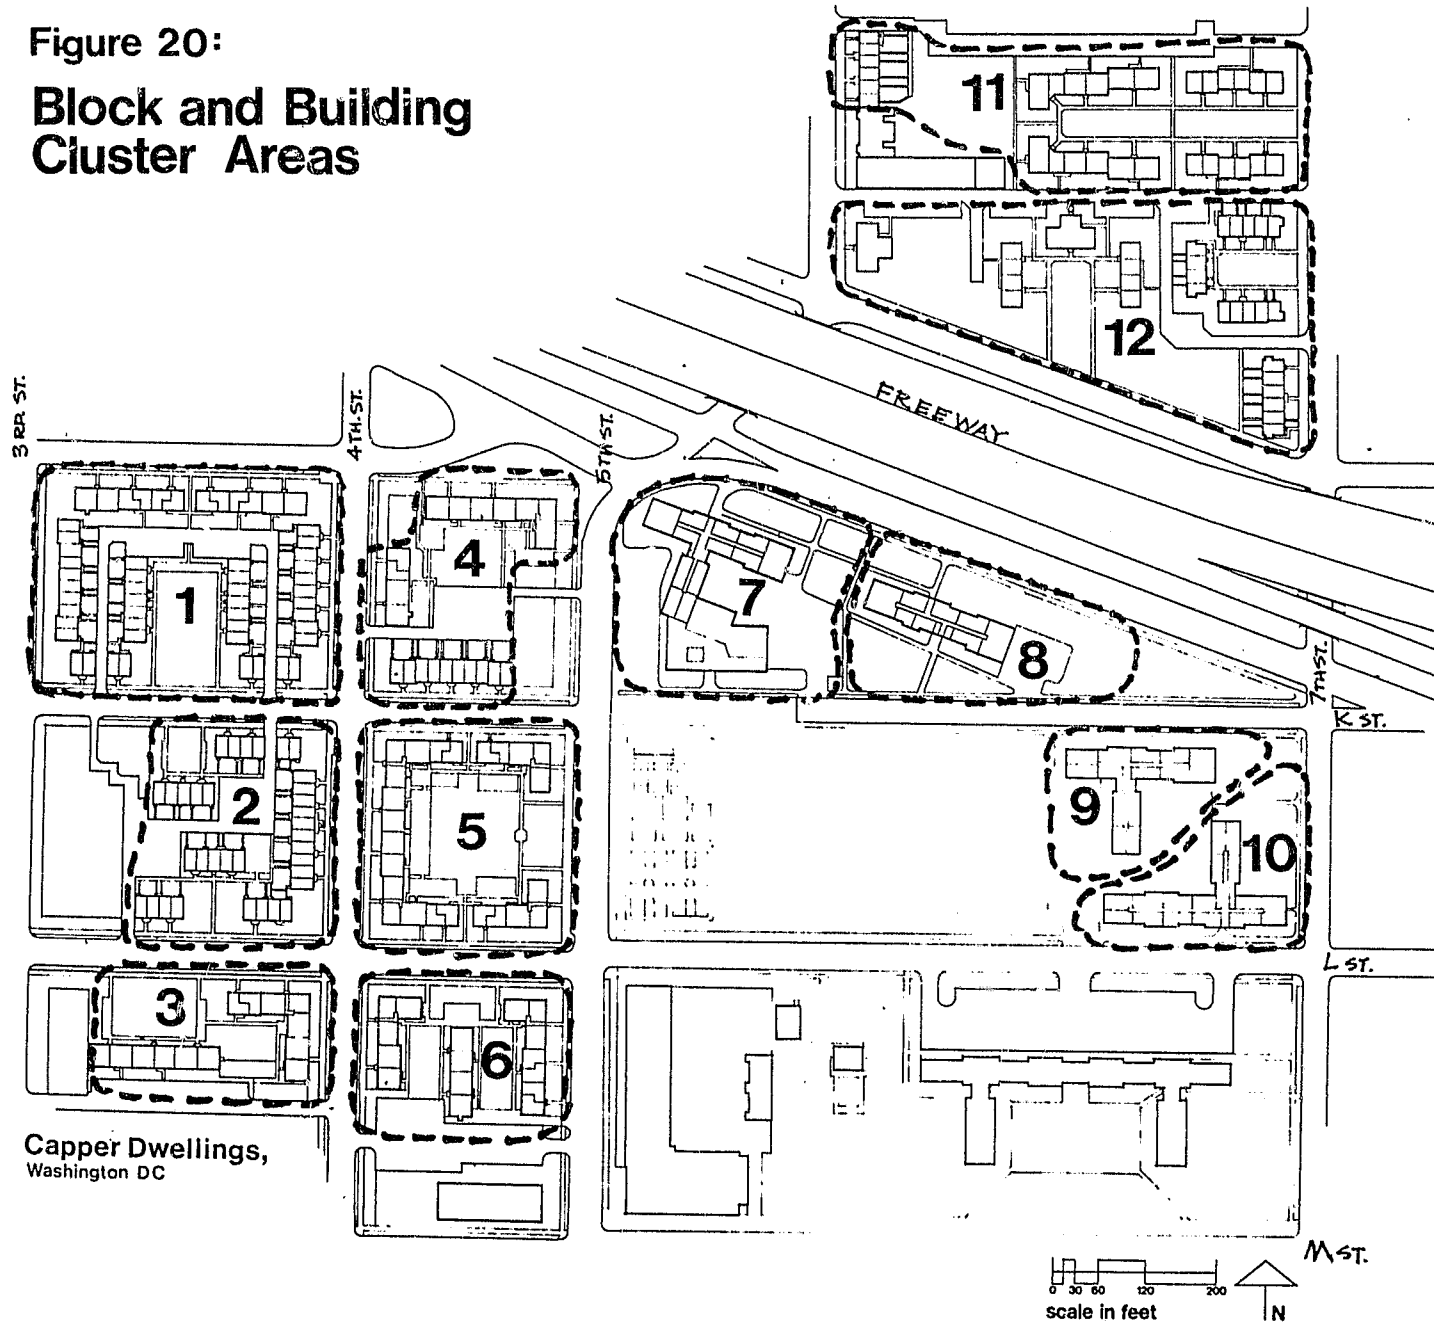 Figure 20:
Block and Building
Cluster Areas
11
12
FREEWAY
3 RD. ST.
4TH. ST.
5TH ST.
1
4
7
8
7TH ST.
K ST.
2
5
9
10
L ST.
3
6
Capper Dwellings,
Washington DC
M ST.
0 30 60 120 200
scale in feet
N